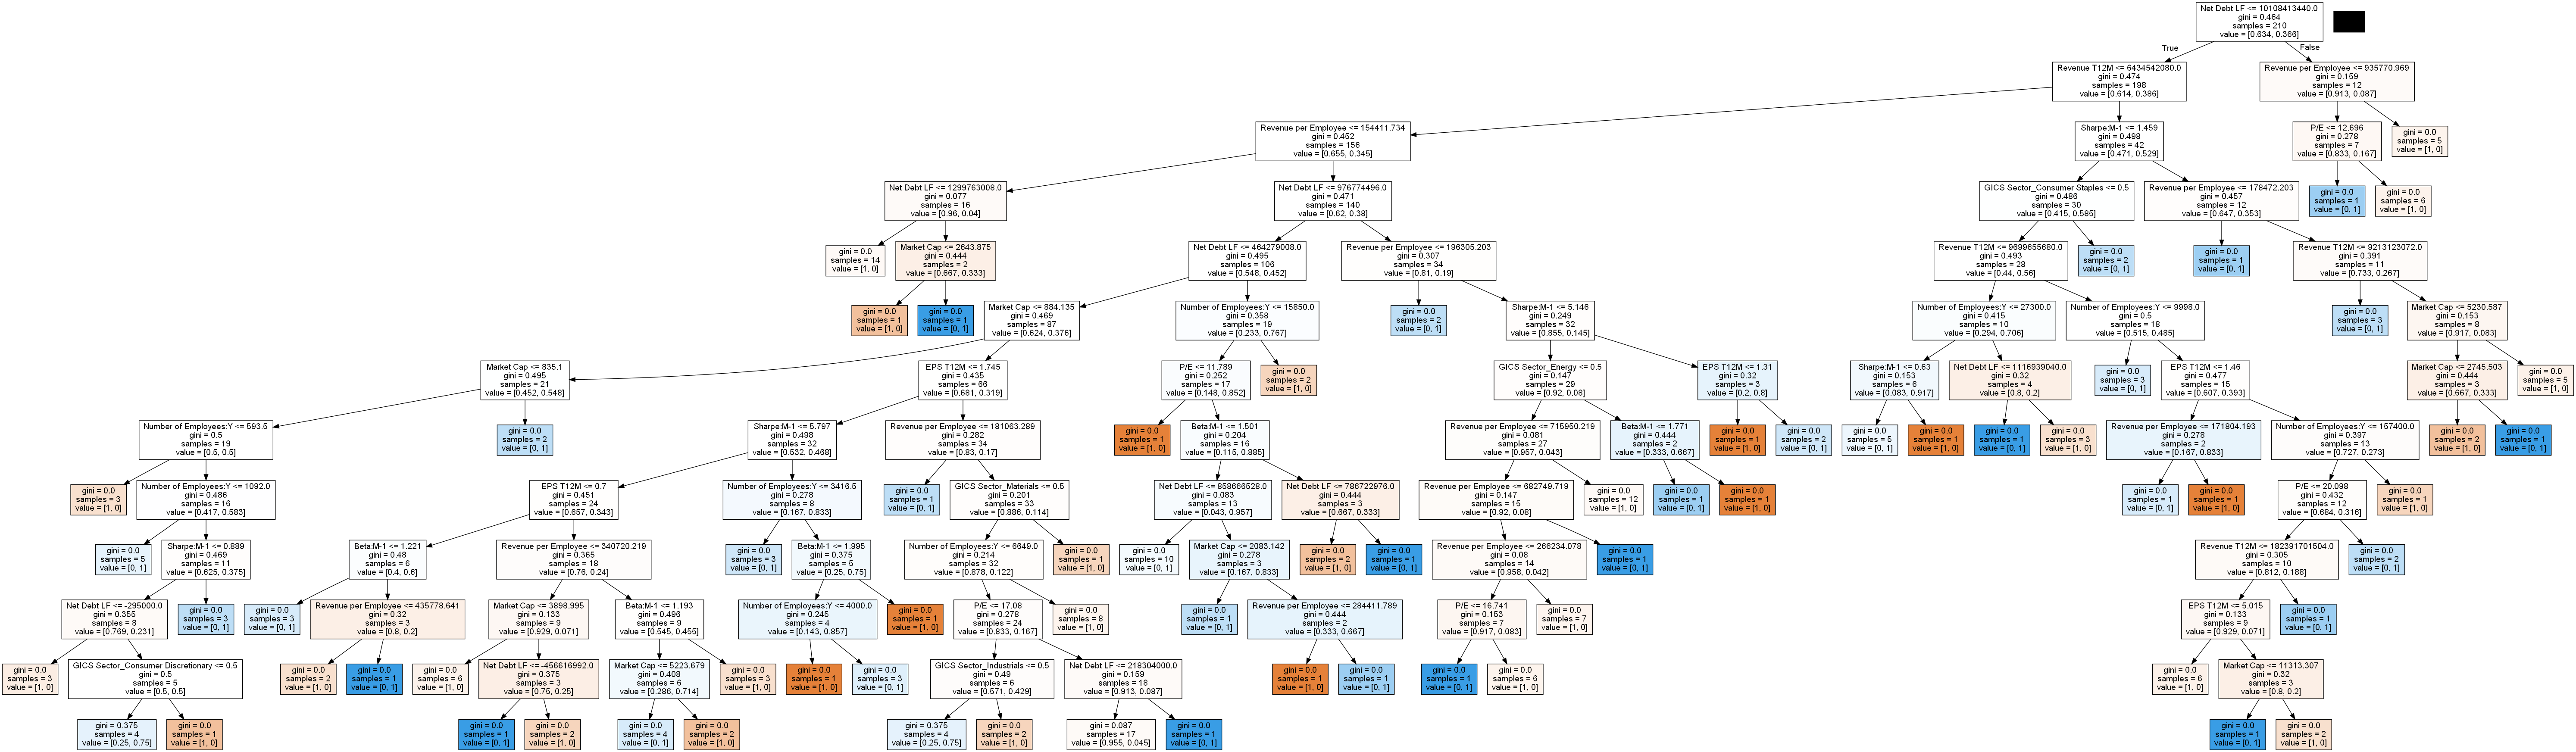 Net Debt LF <= 10108413440.0
gini = 0.464
samples = 210
value = [0.634, 0.366]
True
False
Revenue T12M <= 6434542080.0
gini = 0.474
samples = 198
value = [0.614, 0.386]
Revenue per Employee <= 935770.969
gini = 0.159
samples = 12
value = [0.913, 0.087]
Revenue per Employee <= 154411.734
gini = 0.452
samples = 156
value = [0.655, 0.345]
Sharpe:M-1 <= 1.459
gini = 0.498
samples = 42
value = [0.471, 0.529]
P/E <= 12.696
gini = 0.278
samples = 7
value = [0.833, 0.167]
gini = 0.0
samples = 5
value = [1, 0]
Net Debt LF <= 1299763008.0
gini = 0.077
samples = 16
value = [0.96, 0.04]
Net Debt LF <= 976774496.0
gini = 0.471
samples = 140
value = [0.62, 0.38]
GICS Sector_Consumer Staples <= 0.5
gini = 0.486
samples = 30
value = [0.415, 0.585]
Revenue per Employee <= 178472.203
gini = 0.457
samples = 12
value = [0.647, 0.353]
gini = 0.0
samples = 1
value = [0, 1]
gini = 0.0
samples = 6
value = [1, 0]
gini = 0.0
samples = 14
value = [1, 0]
Market Cap <= 2643.875
gini = 0.444
samples = 2
value = [0.667, 0.333]
Net Debt LF <= 464279008.0
gini = 0.495
samples = 106
value = [0.548, 0.452]
Revenue per Employee <= 196305.203
gini = 0.307
samples = 34
value = [0.81, 0.19]
Revenue T12M <= 9699655680.0
gini = 0.493
samples = 28
value = [0.44, 0.56]
gini = 0.0
samples = 2
value = [0, 1]
gini = 0.0
samples = 1
value = [0, 1]
Revenue T12M <= 9213123072.0
gini = 0.391
samples = 11
value = [0.733, 0.267]
gini = 0.0
samples = 1
value = [1, 0]
gini = 0.0
samples = 1
value = [0, 1]
Market Cap <= 884.135
gini = 0.469
samples = 87
value = [0.624, 0.376]
Number of Employees:Y <= 15850.0
gini = 0.358
samples = 19
value = [0.233, 0.767]
gini = 0.0
samples = 2
value = [0, 1]
Sharpe:M-1 <= 5.146
gini = 0.249
samples = 32
value = [0.855, 0.145]
Number of Employees:Y <= 27300.0
gini = 0.415
samples = 10
value = [0.294, 0.706]
Number of Employees:Y <= 9998.0
gini = 0.5
samples = 18
value = [0.515, 0.485]
gini = 0.0
samples = 3
value = [0, 1]
Market Cap <= 5230.587
gini = 0.153
samples = 8
value = [0.917, 0.083]
Market Cap <= 835.1
gini = 0.495
samples = 21
value = [0.452, 0.548]
EPS T12M <= 1.745
gini = 0.435
samples = 66
value = [0.681, 0.319]
P/E <= 11.789
gini = 0.252
samples = 17
value = [0.148, 0.852]
gini = 0.0
samples = 2
value = [1, 0]
GICS Sector_Energy <= 0.5
gini = 0.147
samples = 29
value = [0.92, 0.08]
EPS T12M <= 1.31
gini = 0.32
samples = 3
value = [0.2, 0.8]
Sharpe:M-1 <= 0.63
gini = 0.153
samples = 6
value = [0.083, 0.917]
Net Debt LF <= 1116939040.0
gini = 0.32
samples = 4
value = [0.8, 0.2]
gini = 0.0
samples = 3
value = [0, 1]
EPS T12M <= 1.46
gini = 0.477
samples = 15
value = [0.607, 0.393]
Market Cap <= 2745.503
gini = 0.444
samples = 3
value = [0.667, 0.333]
gini = 0.0
samples = 5
value = [1, 0]
Number of Employees:Y <= 593.5
gini = 0.5
samples = 19
value = [0.5, 0.5]
gini = 0.0
samples = 2
value = [0, 1]
Sharpe:M-1 <= 5.797
gini = 0.498
samples = 32
value = [0.532, 0.468]
Revenue per Employee <= 181063.289
gini = 0.282
samples = 34
value = [0.83, 0.17]
gini = 0.0
samples = 1
value = [1, 0]
Beta:M-1 <= 1.501
gini = 0.204
samples = 16
value = [0.115, 0.885]
Revenue per Employee <= 715950.219
gini = 0.081
samples = 27
value = [0.957, 0.043]
Beta:M-1 <= 1.771
gini = 0.444
samples = 2
value = [0.333, 0.667]
gini = 0.0
samples = 1
value = [1, 0]
gini = 0.0
samples = 2
value = [0, 1]
gini = 0.0
samples = 5
value = [0, 1]
gini = 0.0
samples = 1
value = [1, 0]
gini = 0.0
samples = 1
value = [0, 1]
gini = 0.0
samples = 3
value = [1, 0]
Revenue per Employee <= 171804.193
gini = 0.278
samples = 2
value = [0.167, 0.833]
Number of Employees:Y <= 157400.0
gini = 0.397
samples = 13
value = [0.727, 0.273]
gini = 0.0
samples = 2
value = [1, 0]
gini = 0.0
samples = 1
value = [0, 1]
gini = 0.0
samples = 3
value = [1, 0]
Number of Employees:Y <= 1092.0
gini = 0.486
samples = 16
value = [0.417, 0.583]
EPS T12M <= 0.7
gini = 0.451
samples = 24
value = [0.657, 0.343]
Number of Employees:Y <= 3416.5
gini = 0.278
samples = 8
value = [0.167, 0.833]
gini = 0.0
samples = 1
value = [0, 1]
GICS Sector_Materials <= 0.5
gini = 0.201
samples = 33
value = [0.886, 0.114]
Net Debt LF <= 858666528.0
gini = 0.083
samples = 13
value = [0.043, 0.957]
Net Debt LF <= 786722976.0
gini = 0.444
samples = 3
value = [0.667, 0.333]
Revenue per Employee <= 682749.719
gini = 0.147
samples = 15
value = [0.92, 0.08]
gini = 0.0
samples = 12
value = [1, 0]
gini = 0.0
samples = 1
value = [0, 1]
gini = 0.0
samples = 1
value = [1, 0]
gini = 0.0
samples = 1
value = [0, 1]
gini = 0.0
samples = 1
value = [1, 0]
P/E <= 20.098
gini = 0.432
samples = 12
value = [0.684, 0.316]
gini = 0.0
samples = 1
value = [1, 0]
gini = 0.0
samples = 5
value = [0, 1]
Sharpe:M-1 <= 0.889
gini = 0.469
samples = 11
value = [0.625, 0.375]
Beta:M-1 <= 1.221
gini = 0.48
samples = 6
value = [0.4, 0.6]
Revenue per Employee <= 340720.219
gini = 0.365
samples = 18
value = [0.76, 0.24]
gini = 0.0
samples = 3
value = [0, 1]
Beta:M-1 <= 1.995
gini = 0.375
samples = 5
value = [0.25, 0.75]
Number of Employees:Y <= 6649.0
gini = 0.214
samples = 32
value = [0.878, 0.122]
gini = 0.0
samples = 1
value = [1, 0]
gini = 0.0
samples = 10
value = [0, 1]
Market Cap <= 2083.142
gini = 0.278
samples = 3
value = [0.167, 0.833]
gini = 0.0
samples = 2
value = [1, 0]
gini = 0.0
samples = 1
value = [0, 1]
Revenue per Employee <= 266234.078
gini = 0.08
samples = 14
value = [0.958, 0.042]
gini = 0.0
samples = 1
value = [0, 1]
Revenue T12M <= 182391701504.0
gini = 0.305
samples = 10
value = [0.812, 0.188]
gini = 0.0
samples = 2
value = [0, 1]
Net Debt LF <= -295000.0
gini = 0.355
samples = 8
value = [0.769, 0.231]
gini = 0.0
samples = 3
value = [0, 1]
gini = 0.0
samples = 3
value = [0, 1]
Revenue per Employee <= 435778.641
gini = 0.32
samples = 3
value = [0.8, 0.2]
Market Cap <= 3898.995
gini = 0.133
samples = 9
value = [0.929, 0.071]
Beta:M-1 <= 1.193
gini = 0.496
samples = 9
value = [0.545, 0.455]
Number of Employees:Y <= 4000.0
gini = 0.245
samples = 4
value = [0.143, 0.857]
gini = 0.0
samples = 1
value = [1, 0]
P/E <= 17.08
gini = 0.278
samples = 24
value = [0.833, 0.167]
gini = 0.0
samples = 8
value = [1, 0]
gini = 0.0
samples = 1
value = [0, 1]
Revenue per Employee <= 284411.789
gini = 0.444
samples = 2
value = [0.333, 0.667]
P/E <= 16.741
gini = 0.153
samples = 7
value = [0.917, 0.083]
gini = 0.0
samples = 7
value = [1, 0]
EPS T12M <= 5.015
gini = 0.133
samples = 9
value = [0.929, 0.071]
gini = 0.0
samples = 1
value = [0, 1]
gini = 0.0
samples = 3
value = [1, 0]
GICS Sector_Consumer Discretionary <= 0.5
gini = 0.5
samples = 5
value = [0.5, 0.5]
gini = 0.0
samples = 2
value = [1, 0]
gini = 0.0
samples = 1
value = [0, 1]
gini = 0.0
samples = 6
value = [1, 0]
Net Debt LF <= -456616992.0
gini = 0.375
samples = 3
value = [0.75, 0.25]
Market Cap <= 5223.679
gini = 0.408
samples = 6
value = [0.286, 0.714]
gini = 0.0
samples = 3
value = [1, 0]
gini = 0.0
samples = 1
value = [1, 0]
gini = 0.0
samples = 3
value = [0, 1]
GICS Sector_Industrials <= 0.5
gini = 0.49
samples = 6
value = [0.571, 0.429]
Net Debt LF <= 218304000.0
gini = 0.159
samples = 18
value = [0.913, 0.087]
gini = 0.0
samples = 1
value = [1, 0]
gini = 0.0
samples = 1
value = [0, 1]
gini = 0.0
samples = 1
value = [0, 1]
gini = 0.0
samples = 6
value = [1, 0]
gini = 0.0
samples = 6
value = [1, 0]
Market Cap <= 11313.307
gini = 0.32
samples = 3
value = [0.8, 0.2]
gini = 0.375
samples = 4
value = [0.25, 0.75]
gini = 0.0
samples = 1
value = [1, 0]
gini = 0.0
samples = 1
value = [0, 1]
gini = 0.0
samples = 2
value = [1, 0]
gini = 0.0
samples = 4
value = [0, 1]
gini = 0.0
samples = 2
value = [1, 0]
gini = 0.375
samples = 4
value = [0.25, 0.75]
gini = 0.0
samples = 2
value = [1, 0]
gini = 0.087
samples = 17
value = [0.955, 0.045]
gini = 0.0
samples = 1
value = [0, 1]
gini = 0.0
samples = 1
value = [0, 1]
gini = 0.0
samples = 2
value = [1, 0]